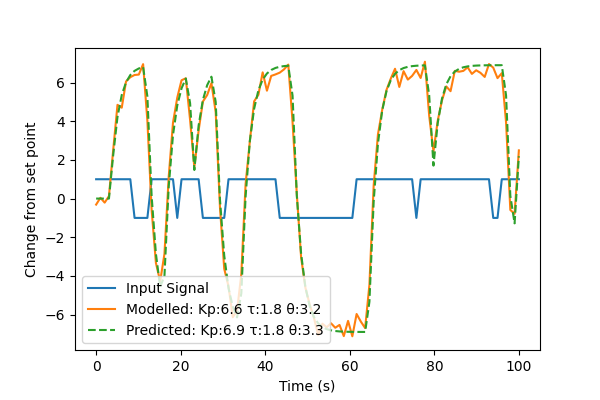 6
4
2
0
−2
−4
−6
Change from set point
Input Signal
Modelled: Kp:6.6 τ:1.8 θ:3.2
Predicted: Kp:6.9 τ:1.8 θ:3.3
0 20 40 60 80 100
Time (s)